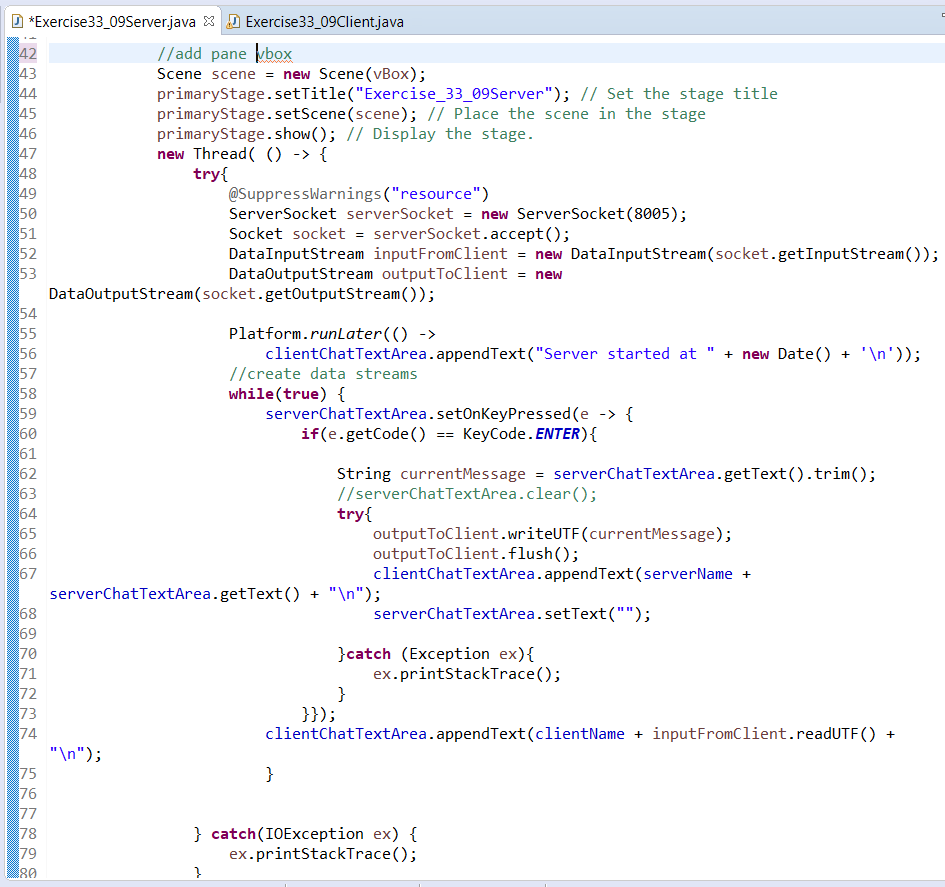 *Exercise33_09Server.java Exercise33_09Client.java
42 //add pane vbox
43 Scene scene = new Scene(vBox);
44 primaryStage.setTitle("Exercise_33_09Server"); // Set the stage title
45 primaryStage.setScene(scene); // Place the scene in the stage
46 primaryStage.show(); // Display the stage.
47 new Thread( () -> {
48 try{
49 @SuppressWarnings("resource")
50 ServerSocket serverSocket = new ServerSocket(8005);
51 Socket socket = serverSocket.accept();
52 DataInputStream inputFromClient = new DataInputStream(socket.getInputStream());
53 DataOutputStream outputToClient = new
DataOutputStream(socket.getOutputStream());
54
55 Platform.runLater(() ->
56 clientChatTextArea.appendText("Server started at " + new Date() + '\n'));
57 //create data streams
58 while(true) {
59 serverChatTextArea.setOnKeyPressed(e -> {
60 if(e.getCode() == KeyCode.ENTER){
61
62 String currentMessage = serverChatTextArea.getText().trim();
63 //serverChatTextArea.clear();
64 try{
65 outputToClient.writeUTF(currentMessage);
66 outputToClient.flush();
67 clientChatTextArea.appendText(serverName +
serverChatTextArea.getText() + "\n");
68 serverChatTextArea.setText("");
69
70 }catch (Exception ex){
71 ex.printStackTrace();
72 }
73 }});
74 clientChatTextArea.appendText(clientName + inputFromClient.readUTF() +
"\n");
75 }
76
77
78 } catch(IOException ex) {
79 ex.printStackTrace();
80 }